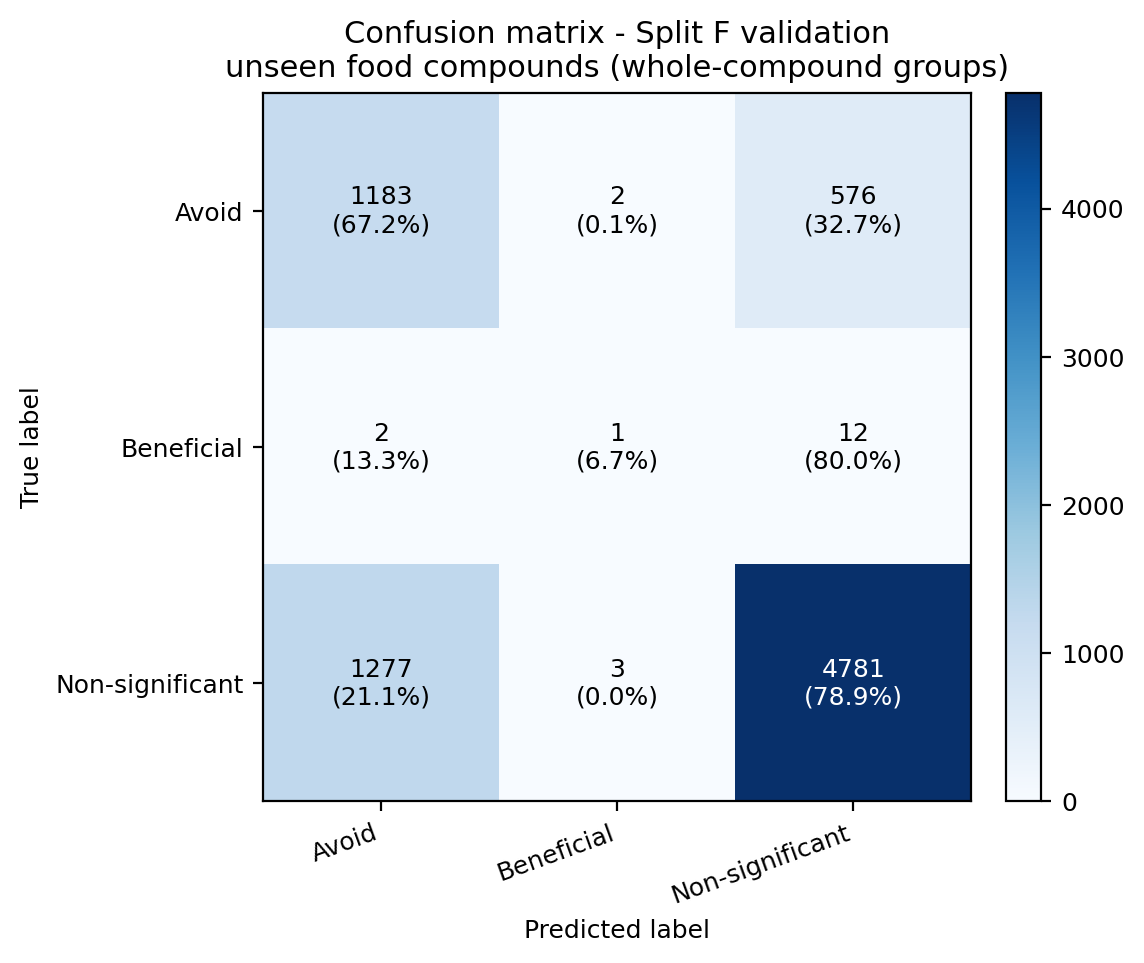 Confusion matrix - Split F validation
unseen food compounds (whole-compound groups)
Avoid
1183
(67.2%)
2
(0.1%)
576
(32.7%)
Beneficial
2
(13.3%)
1
(6.7%)
12
(80.0%)
Non-significant
1277
(21.1%)
3
(0.0%)
4781
(78.9%)
True label
Avoid
Beneficial
Non-significant
Predicted label
4000
3000
2000
1000
0